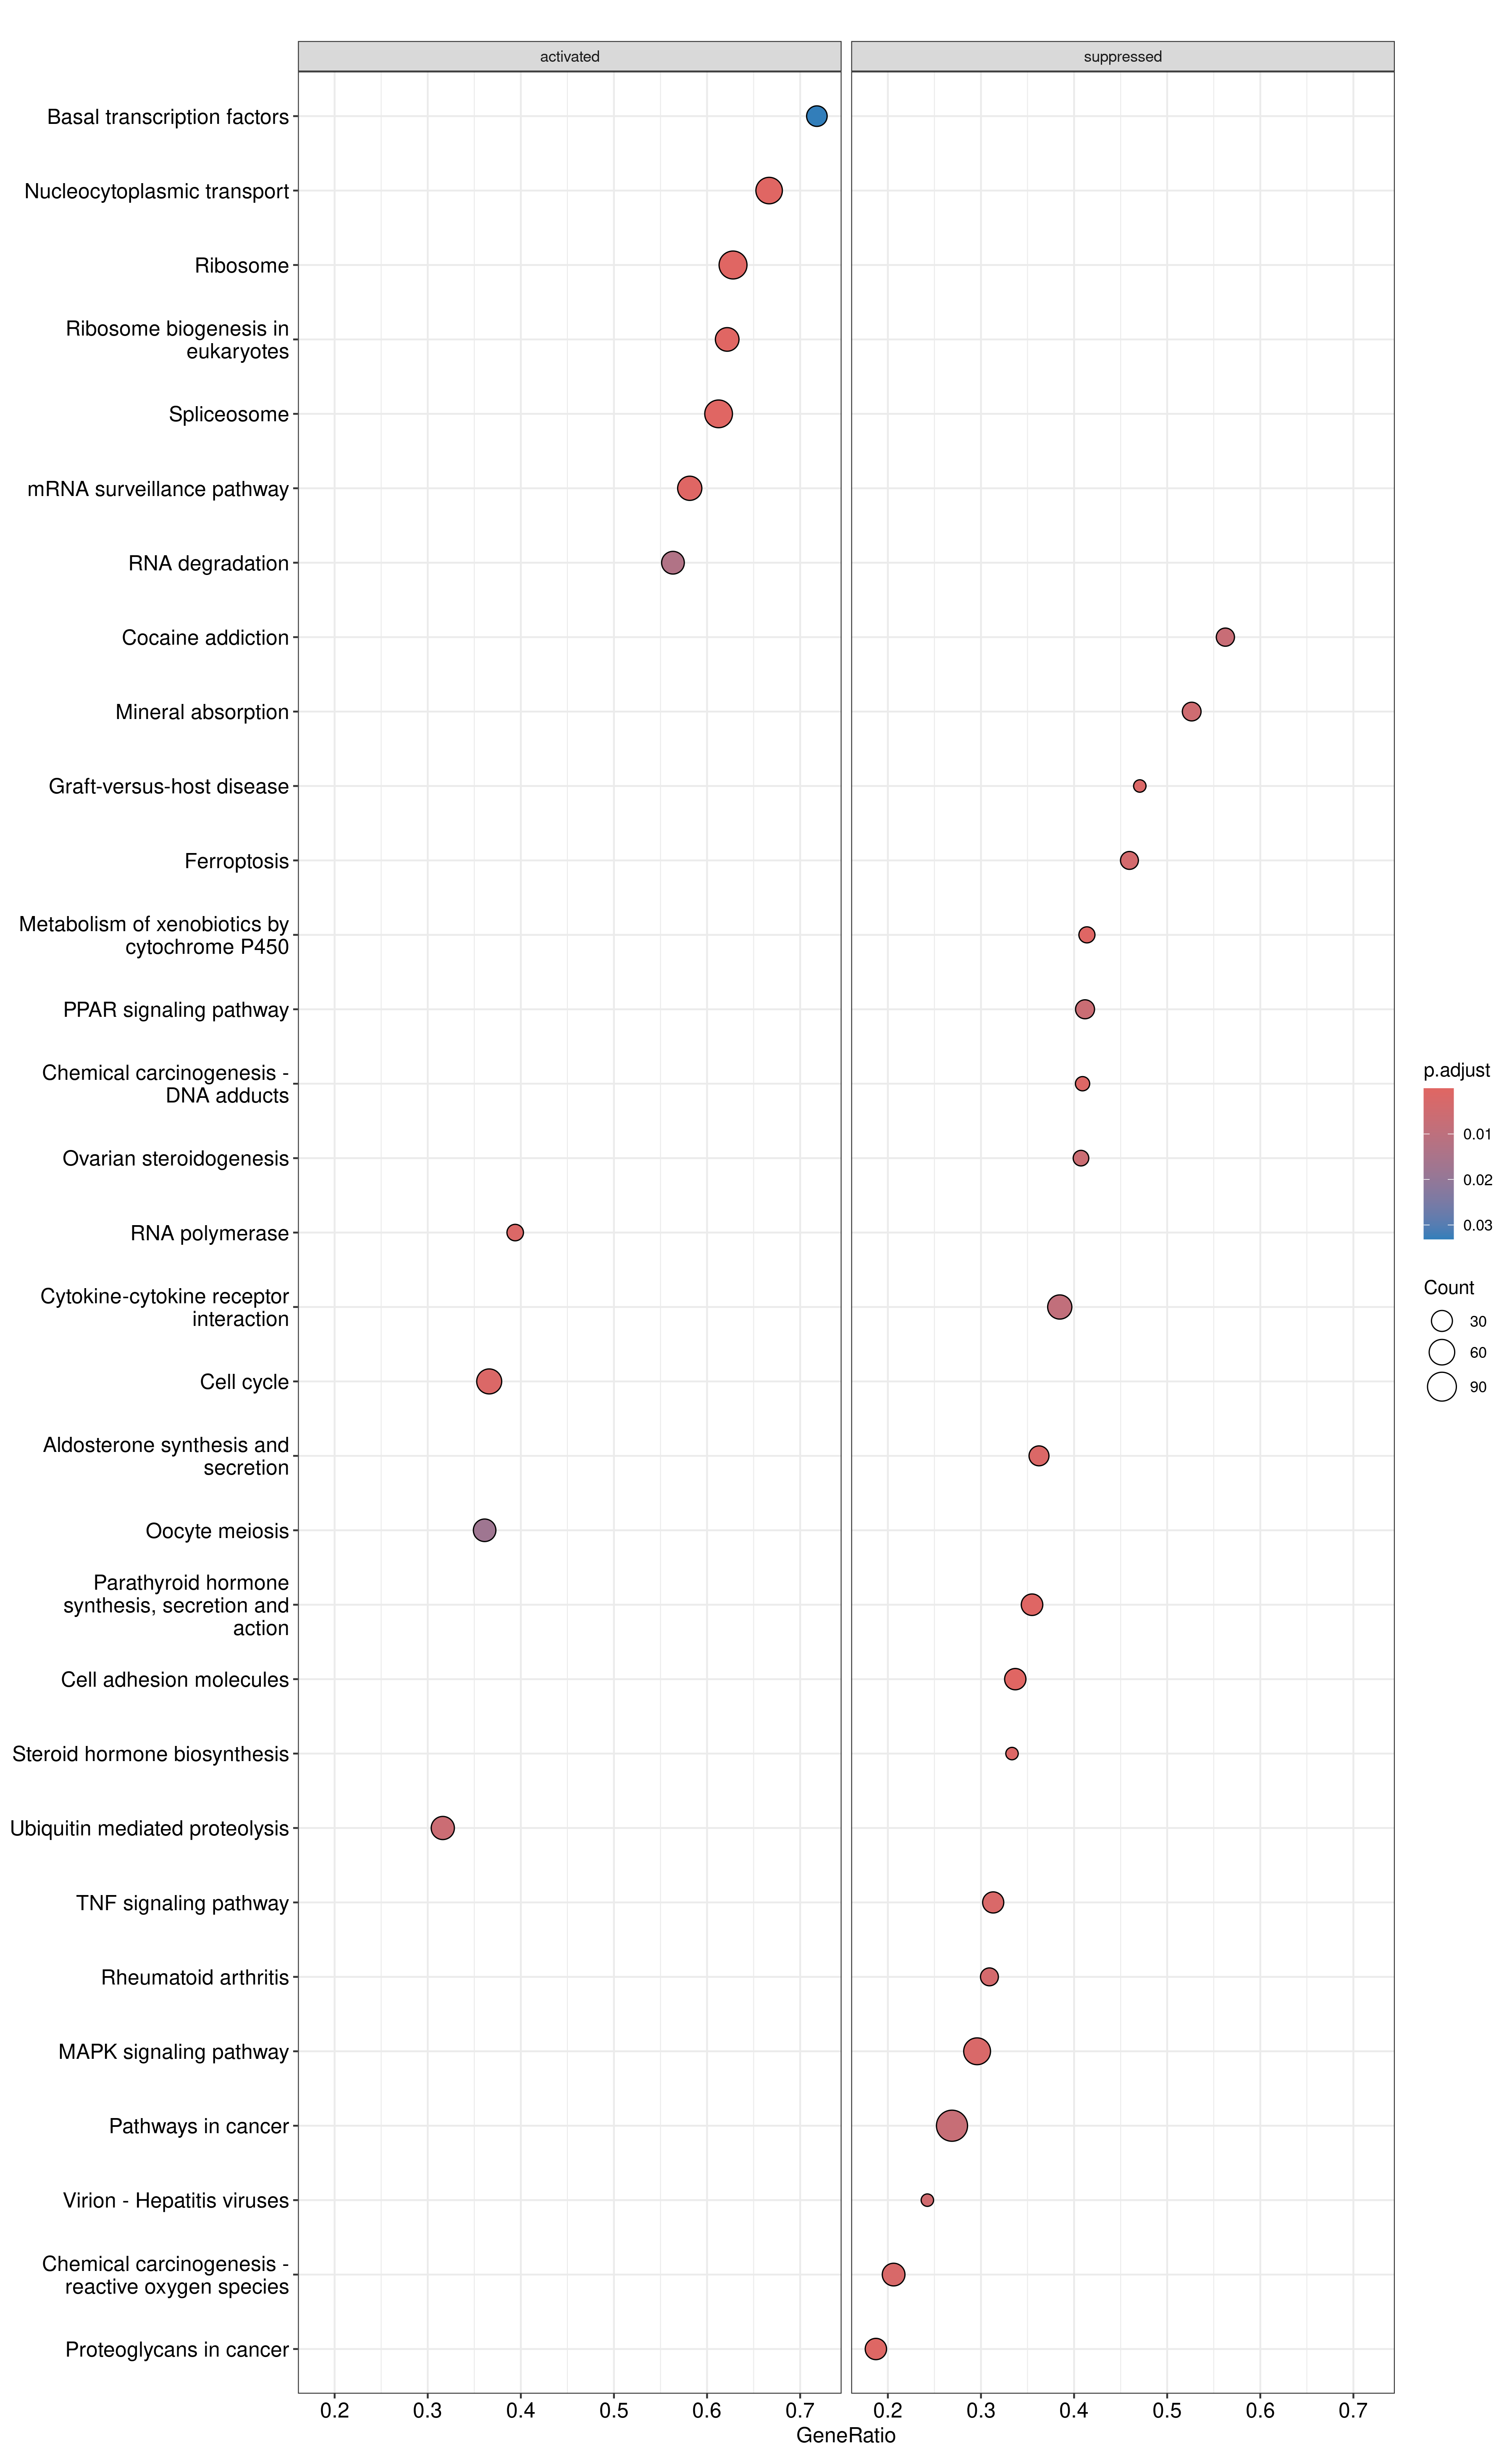 activated
suppressed
Basal transcription factors
Nucleocytoplasmic transport
Ribosome
Ribosome biogenesis in
eukaryotes
Spliceosome
mRNA surveillance pathway
RNA degradation
Cocaine addiction
Mineral absorption
Graft-versus-host disease
Ferroptosis
Metabolism of xenobiotics by
cytochrome P450
PPAR signaling pathway
Chemical carcinogenesis -
DNA adducts
Ovarian steroidogenesis
RNA polymerase
Cytokine-cytokine receptor
interaction
Cell cycle
Aldosterone synthesis and
secretion
Oocyte meiosis
Parathyroid hormone
synthesis, secretion and
action
Cell adhesion molecules
Steroid hormone biosynthesis
Ubiquitin mediated proteolysis
TNF signaling pathway
Rheumatoid arthritis
MAPK signaling pathway
Pathways in cancer
Virion - Hepatitis viruses
Chemical carcinogenesis -
reactive oxygen species
Proteoglycans in cancer
0.2 0.3 0.4 0.5 0.6 0.7
0.2 0.3 0.4 0.5 0.6 0.7
GeneRatio
p.adjust
0.01
0.02
0.03
Count
30
60
90